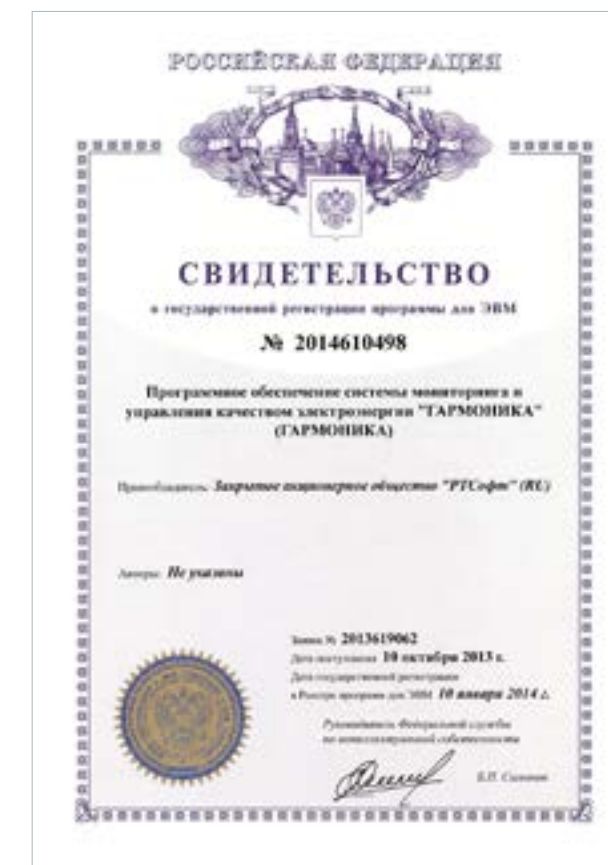 РОССИЙСКАЯ ФЕДЕРАЦИЯ
СВИДЕТЕЛЬСТВО
о государственной регистрации программы для ЭВМ
№ 2014610498
Программное обеспечение системы мониторинга и
управления качеством электроэнергии "ГАРМОНИКА"
(ГАРМОНИКА)
Правообладатель: Закрытое акционерное общество "РТСофт" (RU)
Авторы: Не указаны
Заявка № 2013619062
Дата поступления 10 октября 2013 г.
Дата государственной регистрации
в Реестре программ для ЭВМ 10 января 2014 г.
Руководитель Федеральной службы
по интеллектуальной собственности
Б.П. Симонов